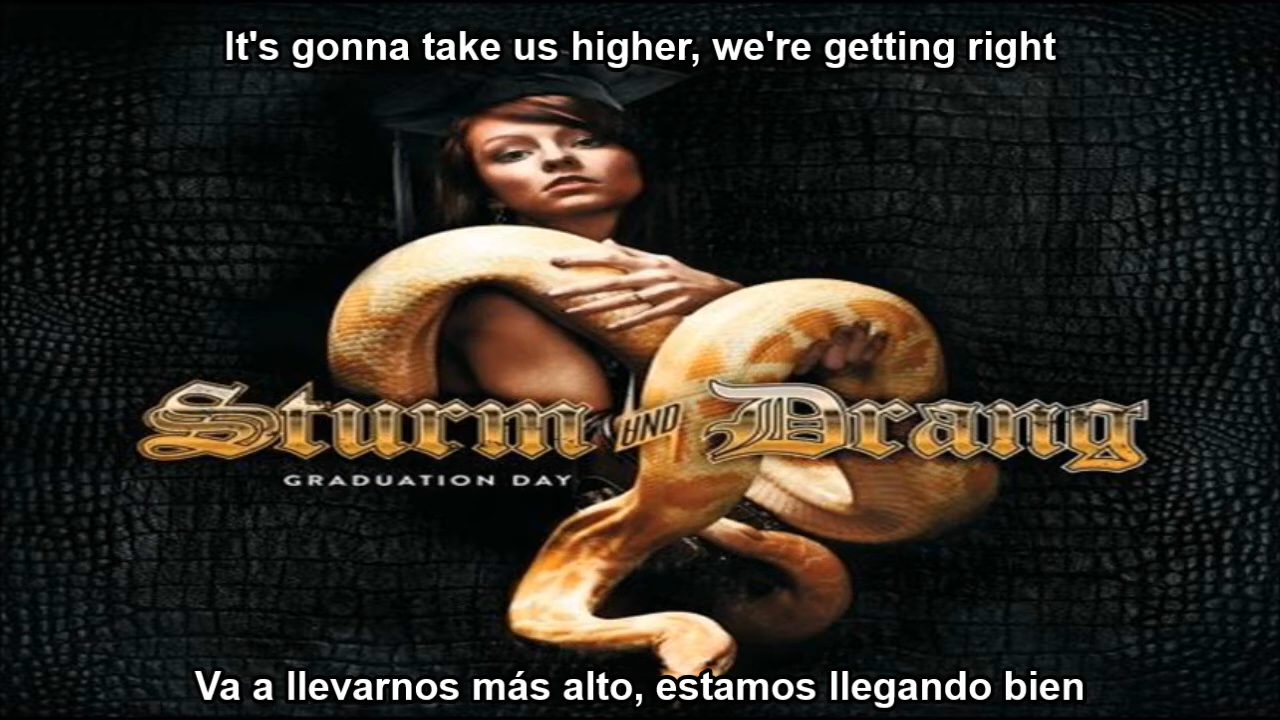 It's gonna take us higher, we're getting right
Sturm AND Drang
GRADUATION DAY
Va a llevarnos más alto, estamos llegando bien